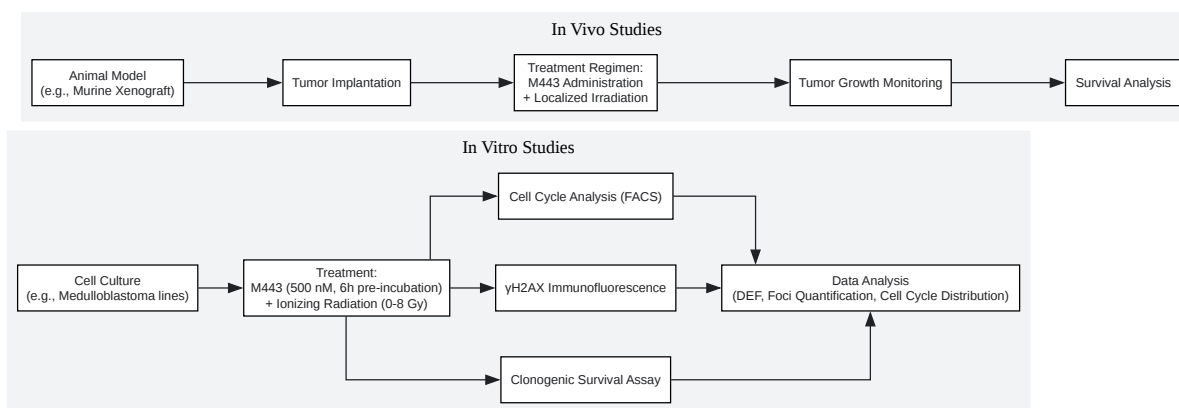 In Vivo Studies
Animal Model
(e.g., Murine Xenograft)
Tumor Implantation
Treatment Regimen:
M443 Administration
+ Localized Irradiation
Tumor Growth Monitoring
Survival Analysis
In Vitro Studies
Cell Culture
(e.g., Medulloblastoma lines)
Treatment:
M443 (500 nM, 6h pre-incubation)
+ Ionizing Radiation (0-8 Gy)
Cell Cycle Analysis (FACS)
γH2AX Immunofluorescence
Clonogenic Survival Assay
Data Analysis
(DEF, Foci Quantification, Cell Cycle Distribution)